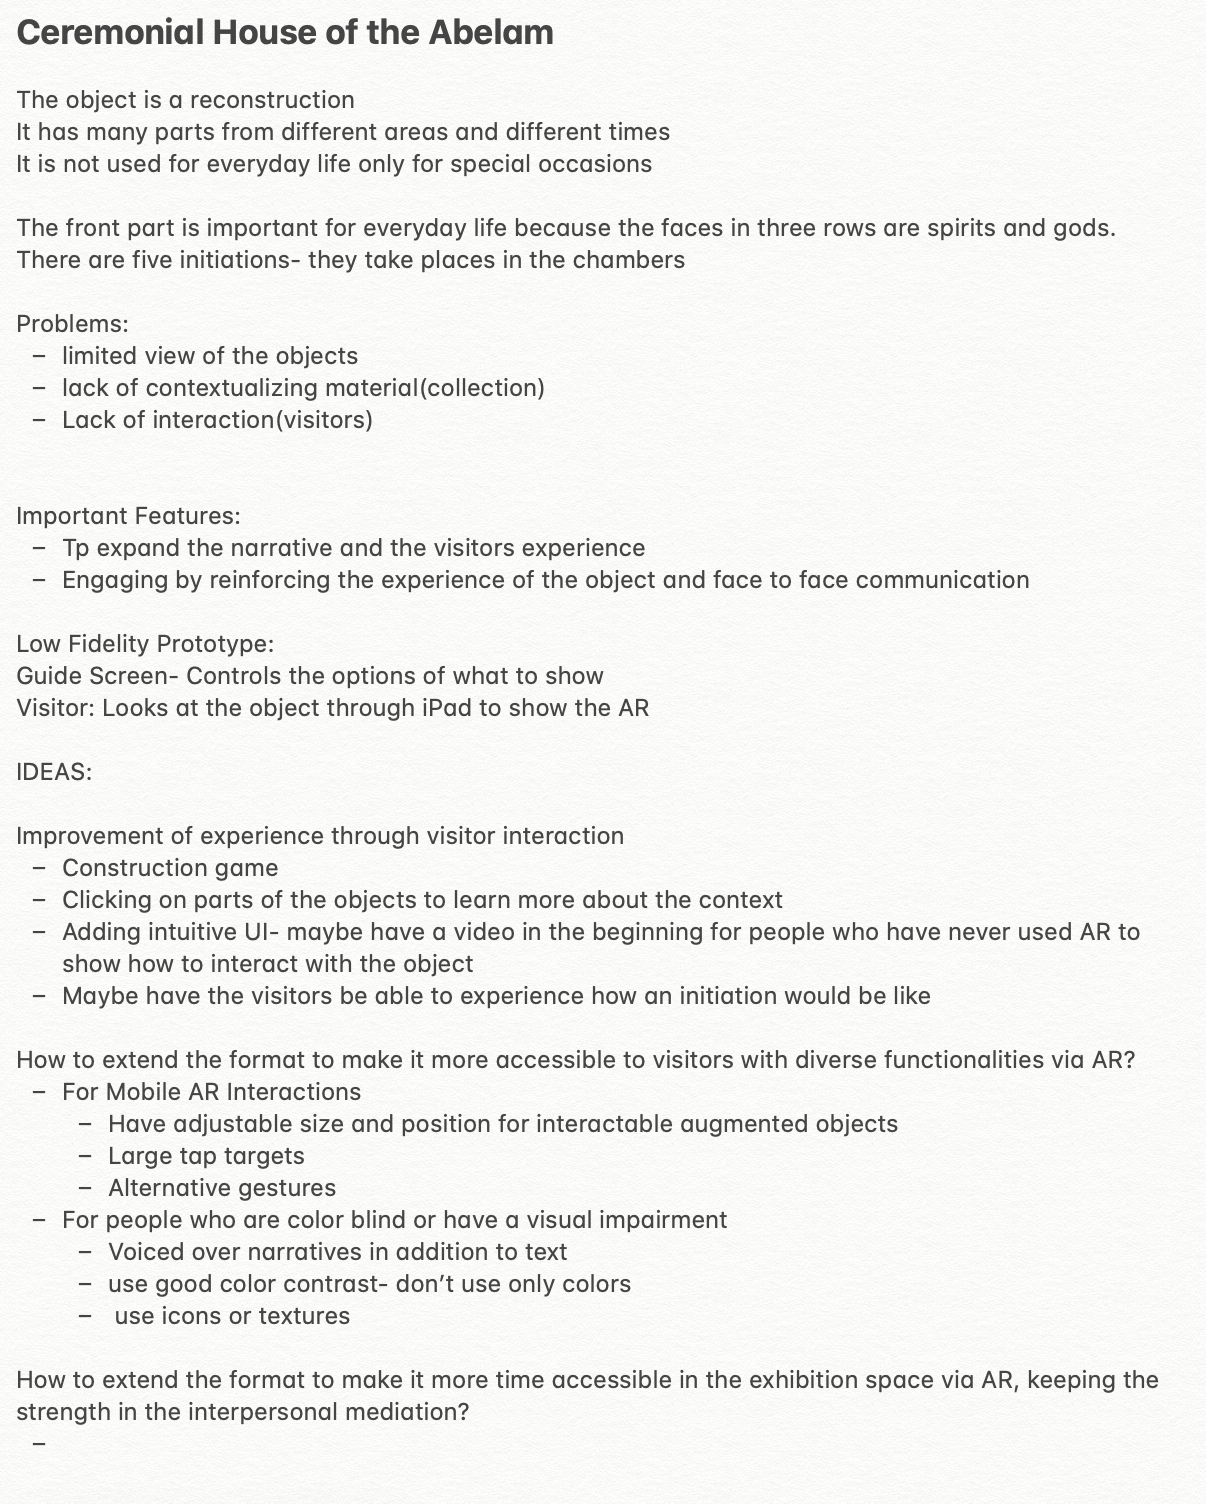 Ceremonial House of the Abelam
The object is a reconstruction
It has many parts from different areas and different times
It is not used for everyday life only for special occasions
The front part is important for everyday life because the faces in three rows are spirits and gods.
There are five initiations- they take places in the chambers
Problems:
– limited view of the objects
– lack of contextualizing material(collection)
– Lack of interaction(visitors)
Important Features:
– Tp expand the narrative and the visitors experience
– Engaging by reinforcing the experience of the object and face to face communication
Low Fidelity Prototype:
Guide Screen- Controls the options of what to show
Visitor: Looks at the object through iPad to show the AR
IDEAS:
Improvement of experience through visitor interaction
– Construction game
– Clicking on parts of the objects to learn more about the context
– Adding intuitive UI- maybe have a video in the beginning for people who have never used AR to
show how to interact with the object
– Maybe have the visitors be able to experience how an initiation would be like
How to extend the format to make it more accessible to visitors with diverse functionalities via AR?
– For Mobile AR Interactions
– Have adjustable size and position for interactable augmented objects
– Large tap targets
– Alternative gestures
– For people who are color blind or have a visual impairment
– Voiced over narratives in addition to text
– use good color contrast- don’t use only colors
– use icons or textures
How to extend the format to make it more time accessible in the exhibition space via AR, keeping the
strength in the interpersonal mediation?
–